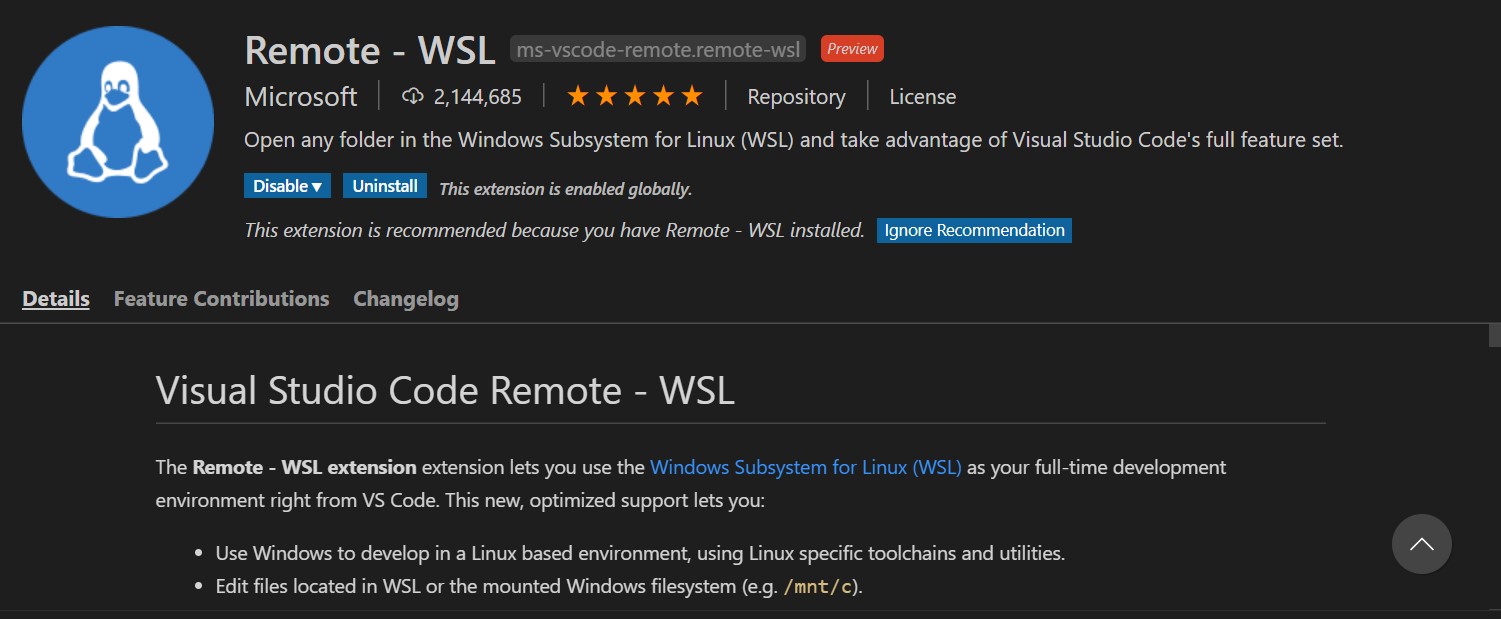 Remote - WSL ms-vscode-remote.remote-wsl Preview
Microsoft 2,144,685 Repository License
Open any folder in the Windows Subsystem for Linux (WSL) and take advantage of Visual Studio Code's full feature set.
Disable Uninstall This extension is enabled globally.
This extension is recommended because you have Remote - WSL installed. Ignore Recommendation
Details Feature Contributions Changelog
Visual Studio Code Remote - WSL
The Remote - WSL extension extension lets you use the Windows Subsystem for Linux (WSL) as your full-time development
environment right from VS Code. This new, optimized support lets you:
• Use Windows to develop in a Linux based environment, using Linux specific toolchains and utilities.
• Edit files located in WSL or the mounted Windows filesystem (e.g. /mnt/c).